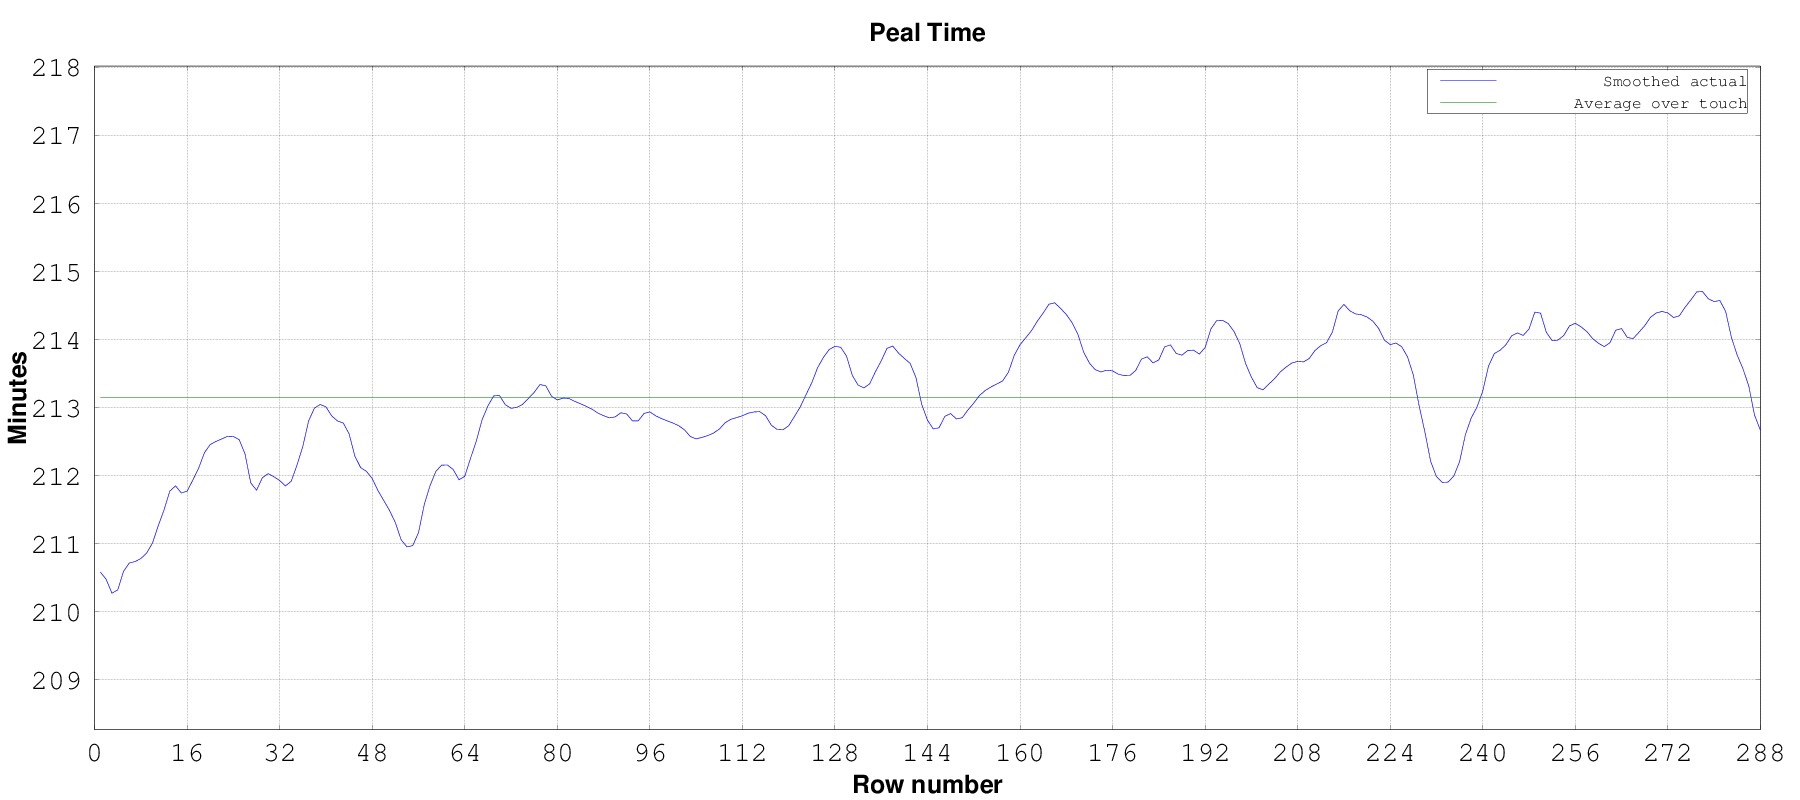 Peal Time
218
217
216
215
214
213
212
211
210
209
Minutes
Smoothed actual
Average over touch
0 16 32 48 64 80 96 112 128 144 160 176 192 208 224 240 256 272 288
Row number